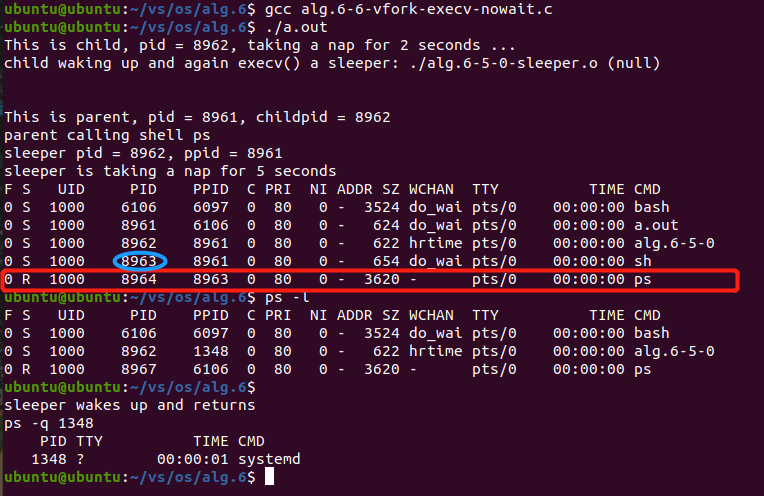 ubuntu@ubuntu:~/vs/os/alg.6$ gcc alg.6-6-vfork-execv-nowait.c
ubuntu@ubuntu:~/vs/os/alg.6$ ./a.out
This is child, pid = 8962, taking a nap for 2 seconds ...
child waking up and again execv() a sleeper: ./alg.6-5-0-sleeper.o (null)
This is parent, pid = 8961, childpid = 8962
parent calling shell ps
sleeper pid = 8962, ppid = 8961
sleeper is taking a nap for 5 seconds
F S   UID     PID    PPID  C PRI  NI ADDR SZ WCHAN  TTY          TIME CMD
0 S  1000    6106    6097  0  80   0 -  3524 do_wai pts/0    00:00:00 bash
0 S  1000    8961    6106  0  80   0 -   624 do_wai pts/0    00:00:00 a.out
0 S  1000    8962    8961  0  80   0 -   622 hrtime pts/0    00:00:00 alg.6-5-0
0 S  1000    8963    8961  0  80   0 -   654 do_wai pts/0    00:00:00 sh
0 R  1000    8964    8963  0  80   0 -  3620 -      pts/0    00:00:00 ps
ubuntu@ubuntu:~/vs/os/alg.6$ ps -l
F S   UID     PID    PPID  C PRI  NI ADDR SZ WCHAN  TTY          TIME CMD
0 S  1000    6106    6097  0  80   0 -  3524 do_wai pts/0    00:00:00 bash
0 S  1000    8962    1348  0  80   0 -   622 hrtime pts/0    00:00:00 alg.6-5-0
0 R  1000    8967    6106  0  80   0 -  3620 -      pts/0    00:00:00 ps
ubuntu@ubuntu:~/vs/os/alg.6$
sleeper wakes up and returns
ps -q 1348
    PID TTY          TIME CMD
   1348 ?        00:00:01 systemd
ubuntu@ubuntu:~/vs/os/alg.6$